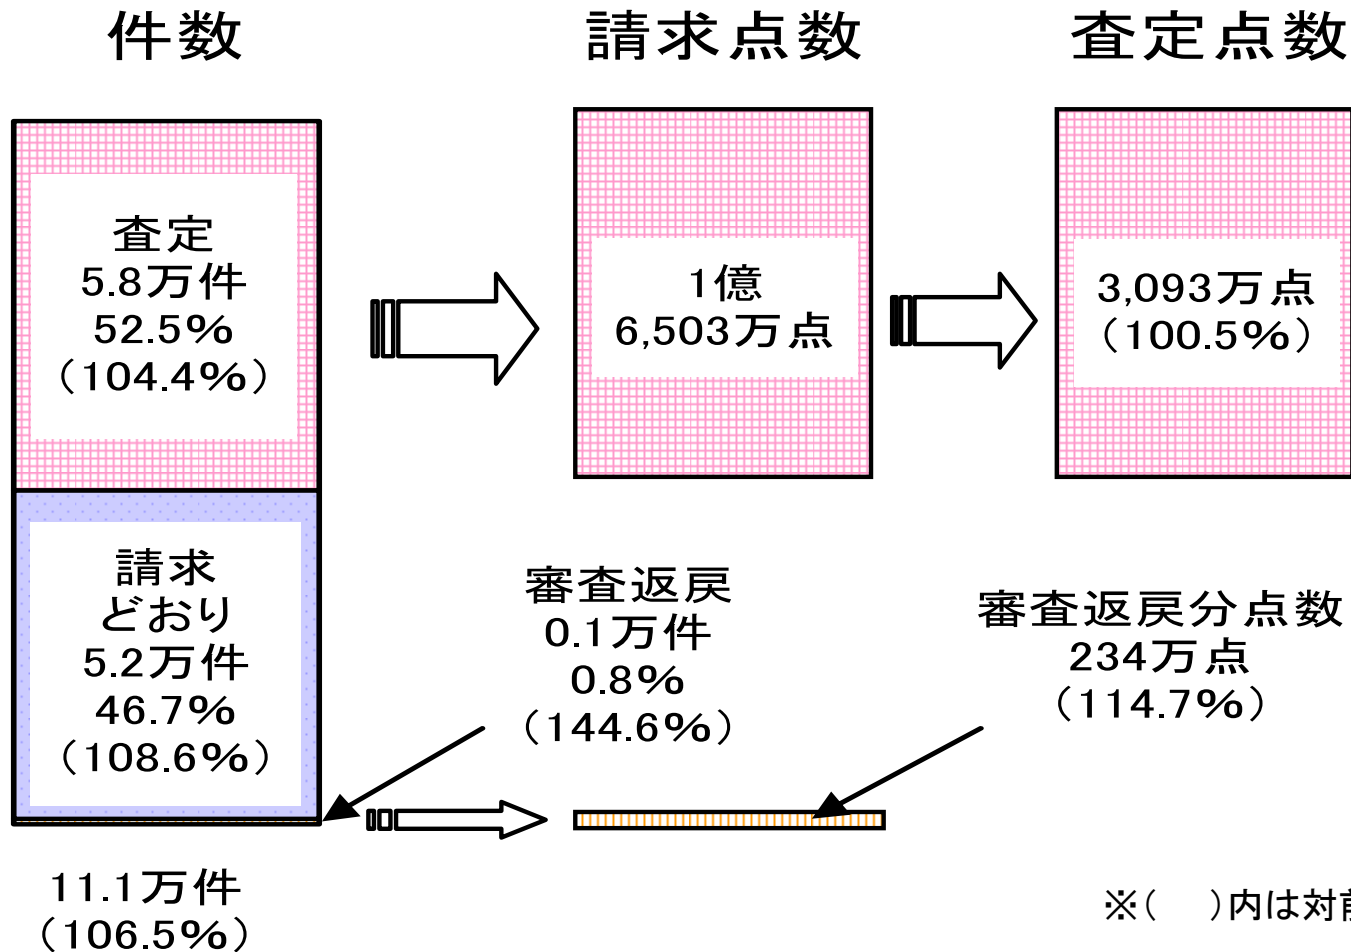 件数
請求点数
査定点数
査定
5.8万件
52.5%
（104.4%）
1億
6,503万点
3,093万点
（100.5%）
請求
どおり
5.2万件
46.7%
（108.6%）
審査返戻
0.1万件
0.8%
（144.6%）
審査返戻分点数
234万点
（114.7%）
11.1万件
（106.5%）
※(　)内は対前